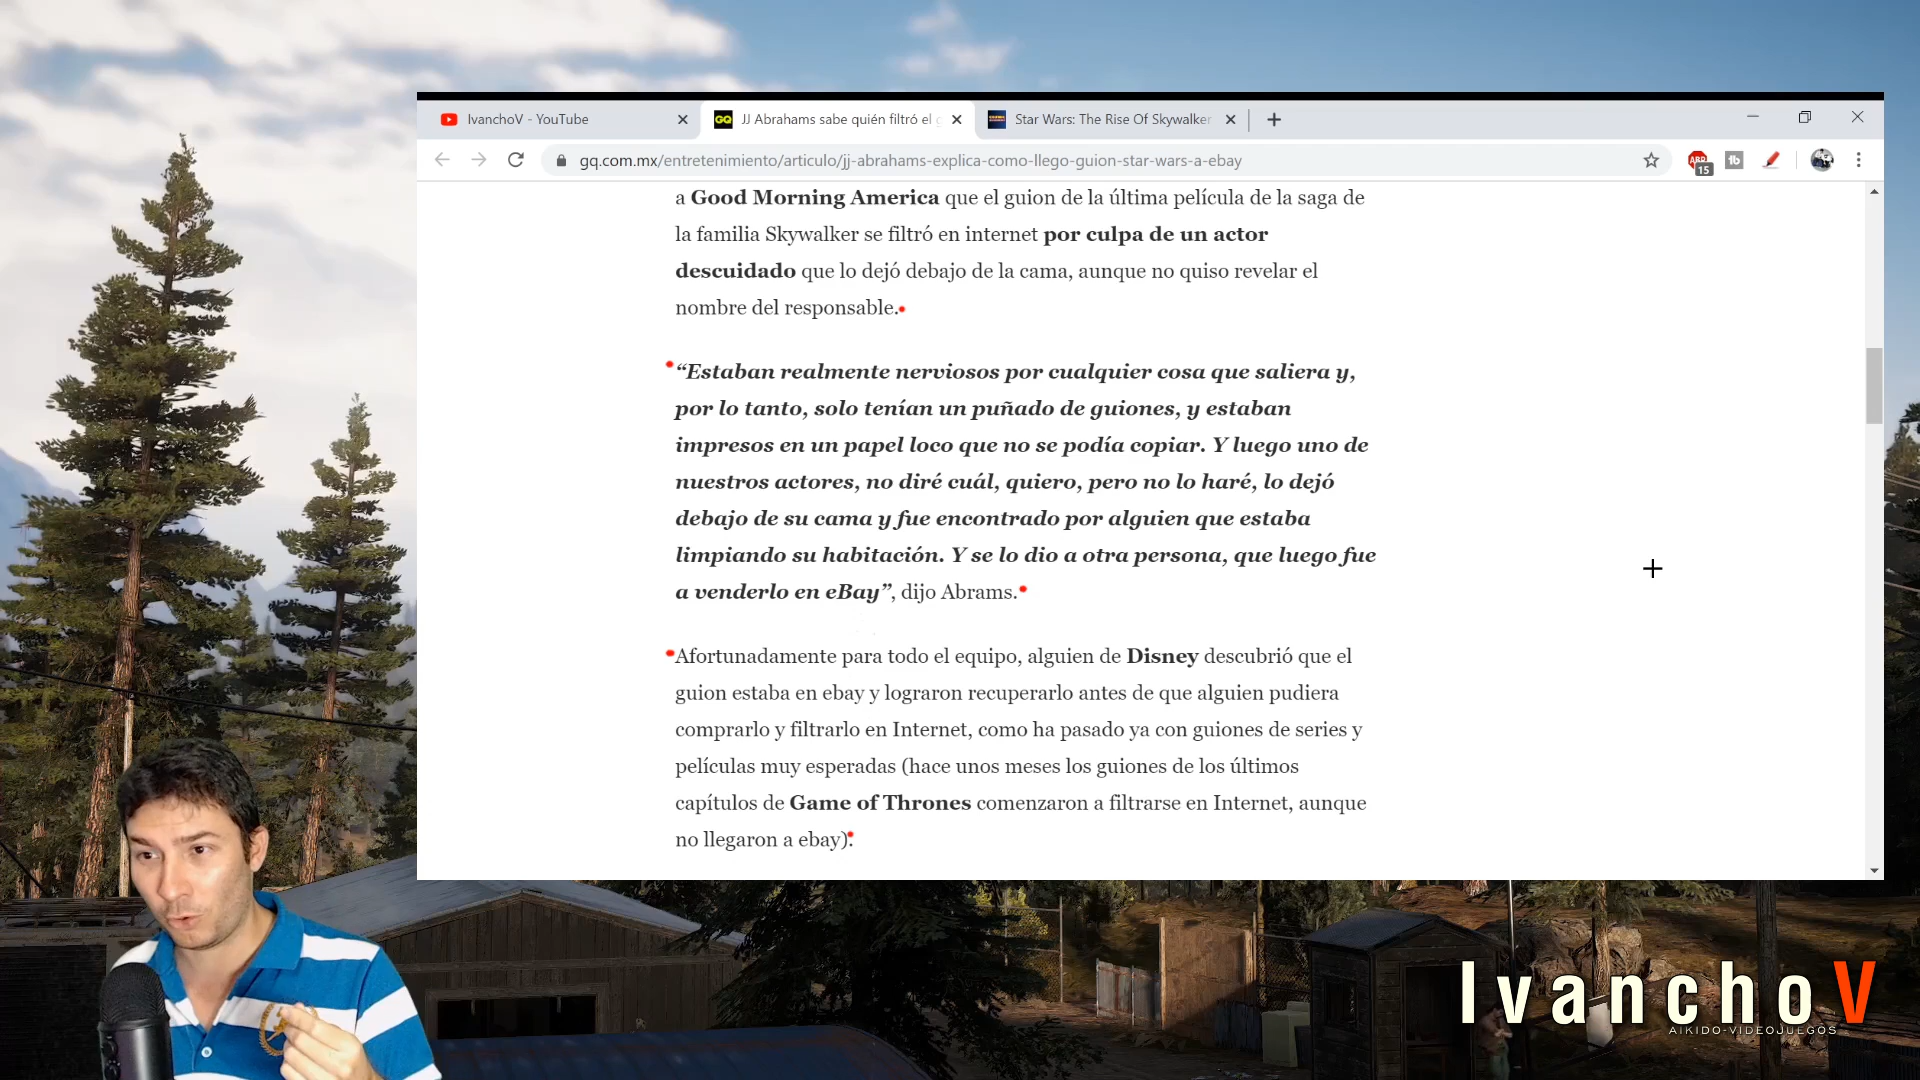 IvanchoV - YouTube
JJ Abrahams sabe quién filtró el g
Star Wars: The Rise Of Skywalker
gq.com.mx/entretenimiento/articulo/jj-abrahams-explica-como-llego-guion-star-wars-a-ebay
ABP
15
tb
GQ
a Good Morning America que el guion de la última película de la saga de
la familia Skywalker se filtró en internet por culpa de un actor
descuidado que lo dejó debajo de la cama, aunque no quiso revelar el
nombre del responsable.
“Estaban realmente nerviosos por cualquier cosa que saliera y,
por lo tanto, solo tenían un puñado de guiones, y estaban
impresos en un papel loco que no se podía copiar. Y luego uno de
nuestros actores, no diré cuál, quiero, pero no lo haré, lo dejó
debajo de su cama y fue encontrado por alguien que estaba
limpiando su habitación. Y se lo dio a otra persona, que luego fue
a venderlo en eBay”, dijo Abrams.
Afortunadamente para todo el equipo, alguien de Disney descubrió que el
guion estaba en ebay y lograron recuperarlo antes de que alguien pudiera
comprarlo y filtrarlo en Internet, como ha pasado ya con guiones de series y
películas muy esperadas (hace unos meses los guiones de los últimos
capítulos de Game of Thrones comenzaron a filtrarse en Internet, aunque
no llegaron a ebay).
IvanchoV
AIKIDO-VIDEOJUEGOS